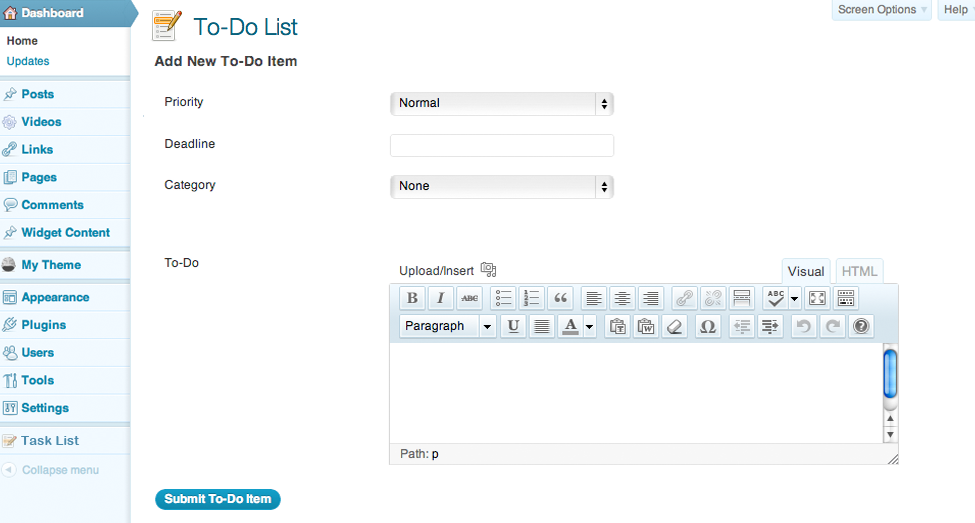 Dashboard
Home
Updates
Posts
Videos
Links
Pages
Comments
Widget Content
My Theme
Appearance
Plugins
Users
Tools
Settings
Task List
Collapse menu
Screen Options
Help
To-Do List
Add New To-Do Item
Priority
Normal
Deadline
Category
None
To-Do
Upload/Insert
Visual
HTML
B I ABC
ABC
Paragraph
U A
T W Ω ?
Path: p
Submit To-Do Item